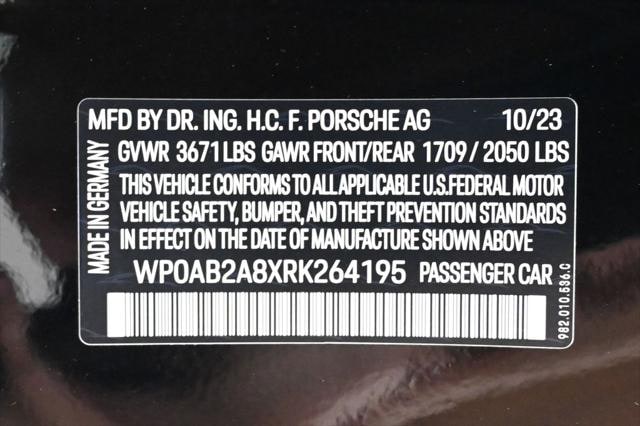 MFD BY DR. ING. H.C. F. PORSCHE AG 10/23
GVWR 3671 LBS GAWR FRONT/REAR 1709 / 2050 LBS
THIS VEHICLE CONFORMS TO ALL APPLICABLE U.S.FEDERAL MOTOR
VEHICLE SAFETY, BUMPER, AND THEFT PREVENTION STANDARDS
IN EFFECT ON THE DATE OF MANUFACTURE SHOWN ABOVE
WP0AB2A8XRK264195 PASSENGER CAR
MADE IN GERMANY
982.010.536.C